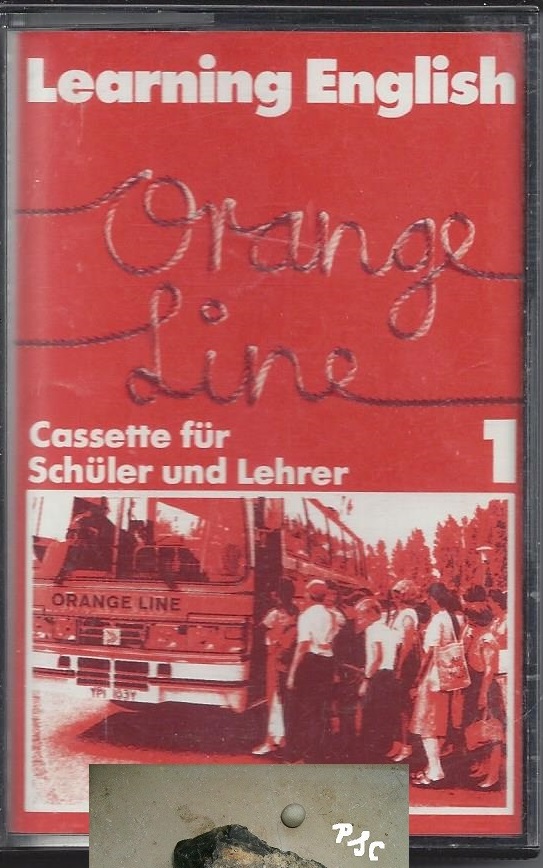 Learning English
Orange
Line
Cassette für
Schüler und Lehrer
1
ORANGE LINE
PSC